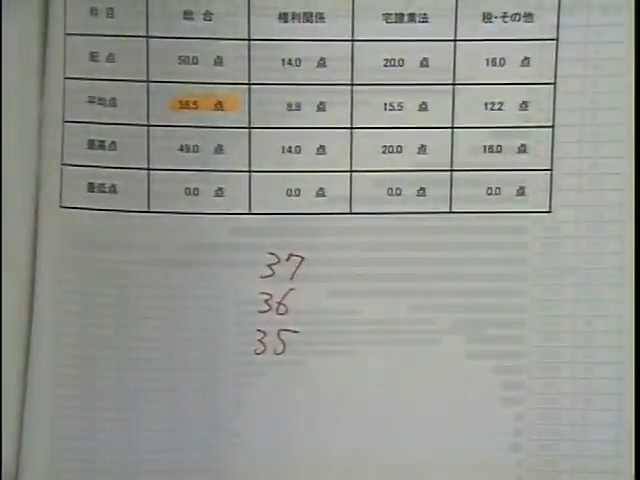 科目 総合 権利関係 宅建業法 税・その他
配点 50.0 点 14.0 点 20.0 点 16.0 点
平均点 36.5 点 8.8 点 15.5 点 12.2 点
最高点 49.0 点 14.0 点 20.0 点 16.0 点
最低点 0.0 点 0.0 点 0.0 点 0.0 点
37
36
35